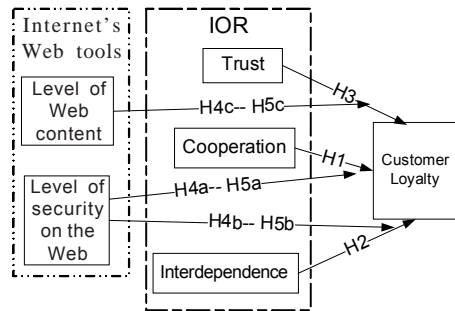 Internet's
Web tools
Level of
Web
content
Level of
security
on the
Web
IOR
Trust
H4c-- H5c
Cooperation
H4a-- H5a
H4b-- H5b
Interdependence
H3
H1
H2
Customer
Loyalty